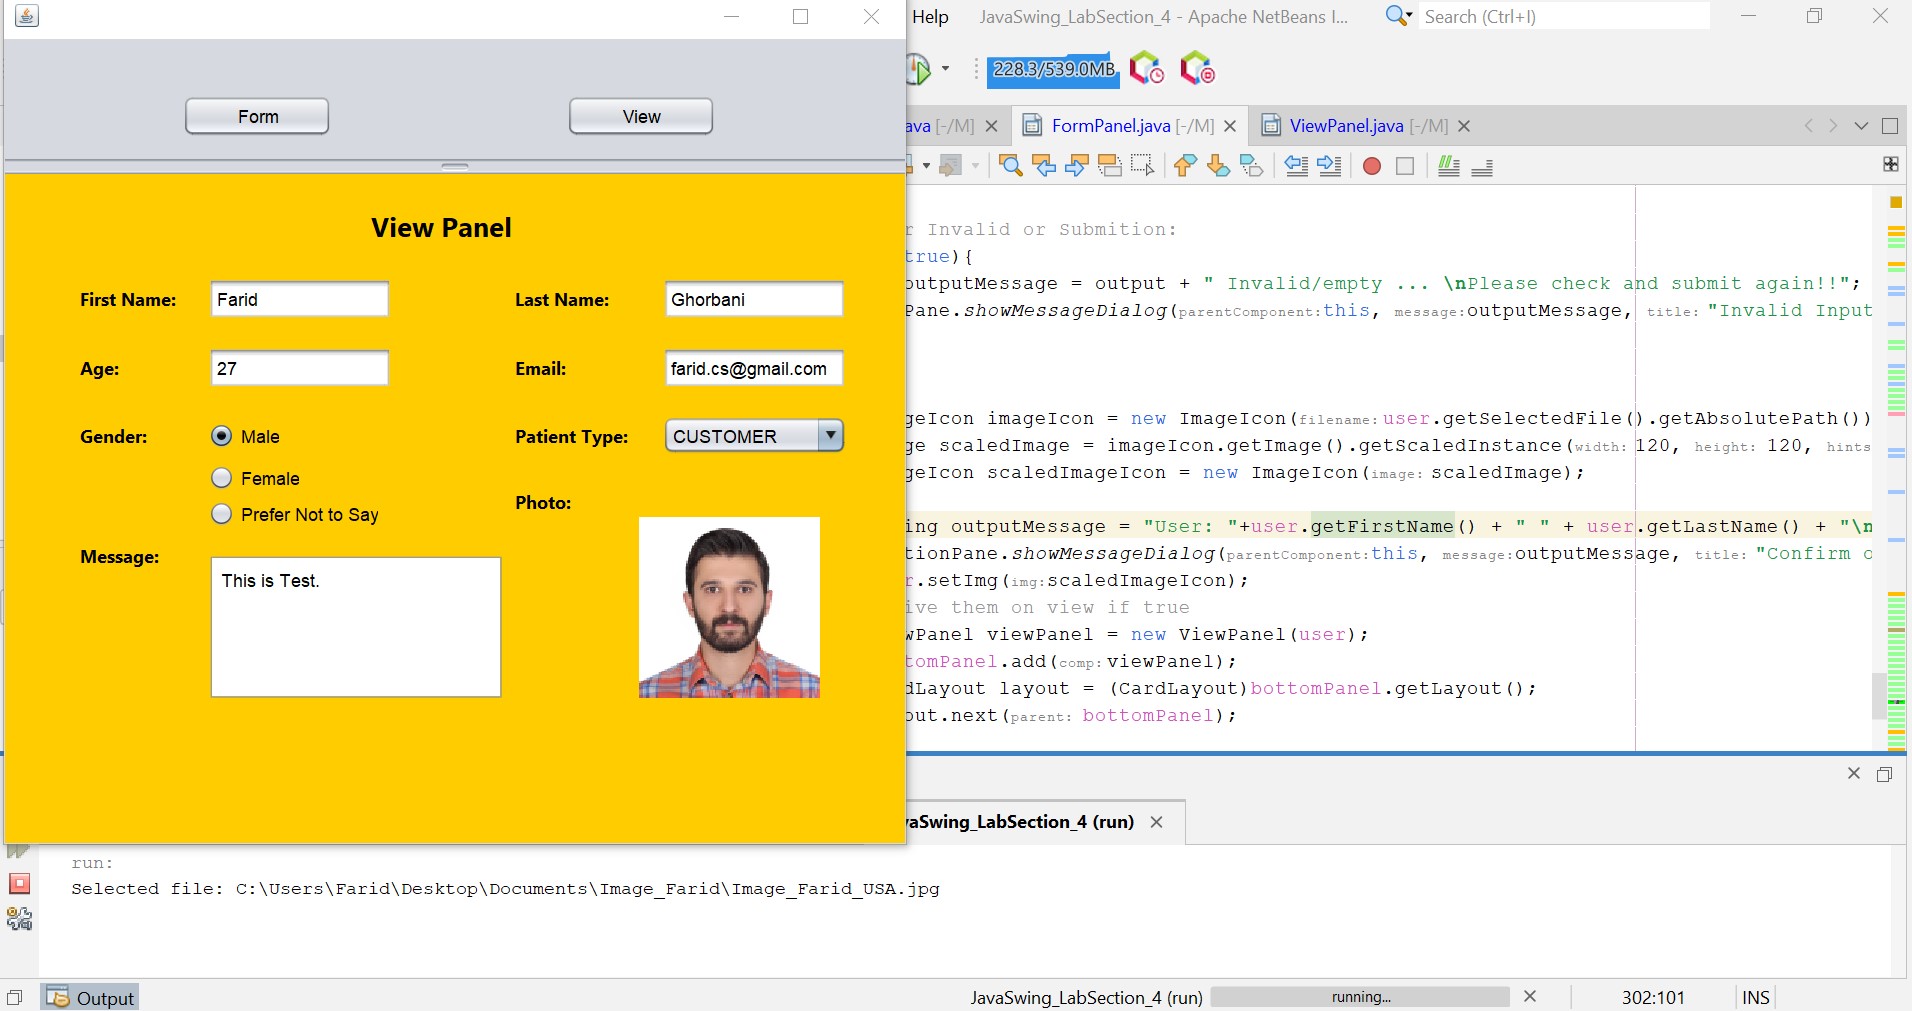 Help JavaSwing_LabSection_4 - Apache NetBeans I... Search (Ctrl+I)
228.3/539.0MB
Form View
ava [-/M] FormPanel.java [-/M] ViewPanel.java [-/M]
View Panel
First Name: Farid Last Name: Ghorbani
Age: 27 Email: farid.cs@gmail.com
Gender: Male Patient Type: CUSTOMER
Female
Prefer Not to Say
Photo:
Message:
This is Test.
r Invalid or Submition:
true){
outputMessage = output + " Invalid/empty ... \nPlease check and submit again!!";
Pane.showMessageDialog(parentComponent:this, message:outputMessage, title: "Invalid Input
geIcon imageIcon = new ImageIcon(filename:user.getSelectedFile().getAbsolutePath())
ge scaledImage = imageIcon.getImage().getScaledInstance(width: 120, height: 120, hints
geIcon scaledImageIcon = new ImageIcon(image: scaledImage);
ing outputMessage = "User: "+user.getFirstName() + " " + user.getLastName() + "\n
tionPane.showMessageDialog(parentComponent:this, message:outputMessage, title: "Confirm o
r.setImg(img:scaledImageIcon);
ive them on view if true
wPanel viewPanel = new ViewPanel(user);
tomPanel.add(comp:viewPanel);
dLayout layout = (CardLayout)bottomPanel.getLayout();
out.next(parent: bottomPanel);
vaSwing_LabSection_4 (run)
run:
Selected file: C:\Users\Farid\Desktop\Documents\Image_Farid\Image_Farid_USA.jpg
Output JavaSwing_LabSection_4 (run) running... 302:101 INS